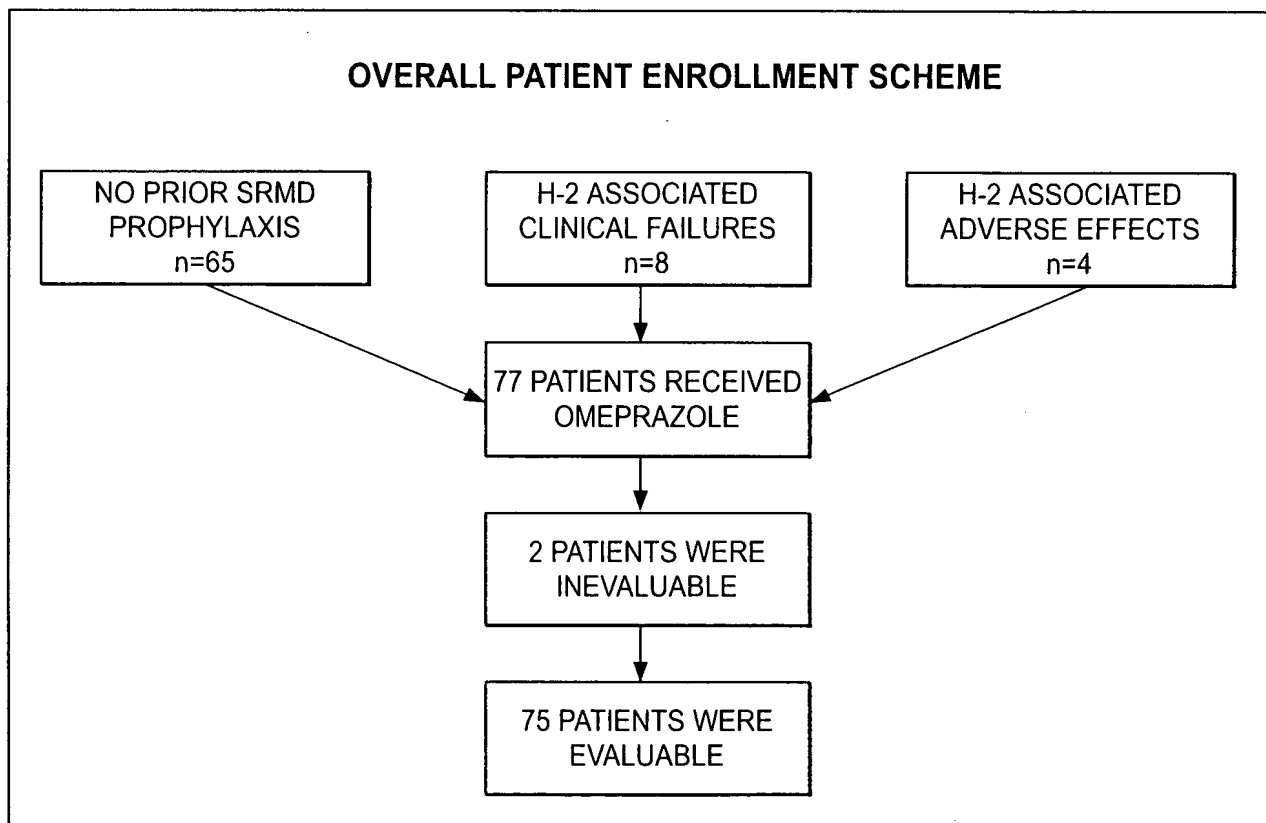 OVERALL PATIENT ENROLLMENT SCHEME
NO PRIOR SRMD
PROPHYLAXIS
n=65
H-2 ASSOCIATED
CLINICAL FAILURES
n=8
H-2 ASSOCIATED
ADVERSE EFFECTS
n=4
77 PATIENTS RECEIVED
OMEPRAZOLE
2 PATIENTS WERE
INEVALUABLE
75 PATIENTS WERE
EVALUABLE